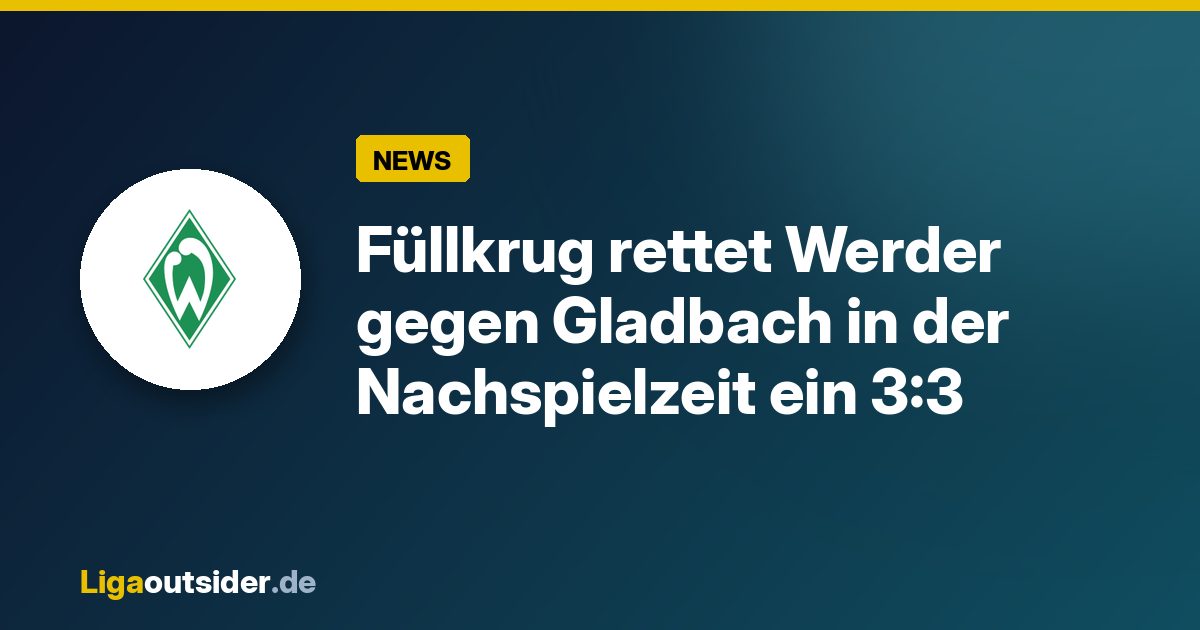 NEWS
Füllkrug rettet Werder
gegen Gladbach in der
Nachspielzeit ein 3:3
W
Ligaoutsider.de